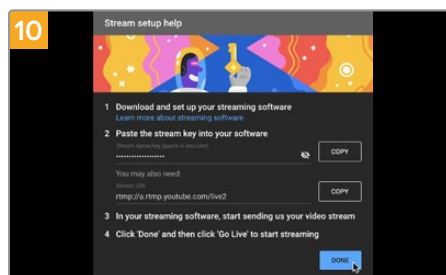 10
Stream setup help
1 Download and set up your streaming software
Learn more about streaming software
2 Paste the stream key into your software
Stream name/key (paste in encoder)
••••••••••••••••••• COPY
You may also need:
Stream URL
rtmp://a.rtmp.youtube.com/live2 COPY
3 In your streaming software, start sending us your video stream
4 Click 'Done' and then click 'Go Live' to start streaming
DONE